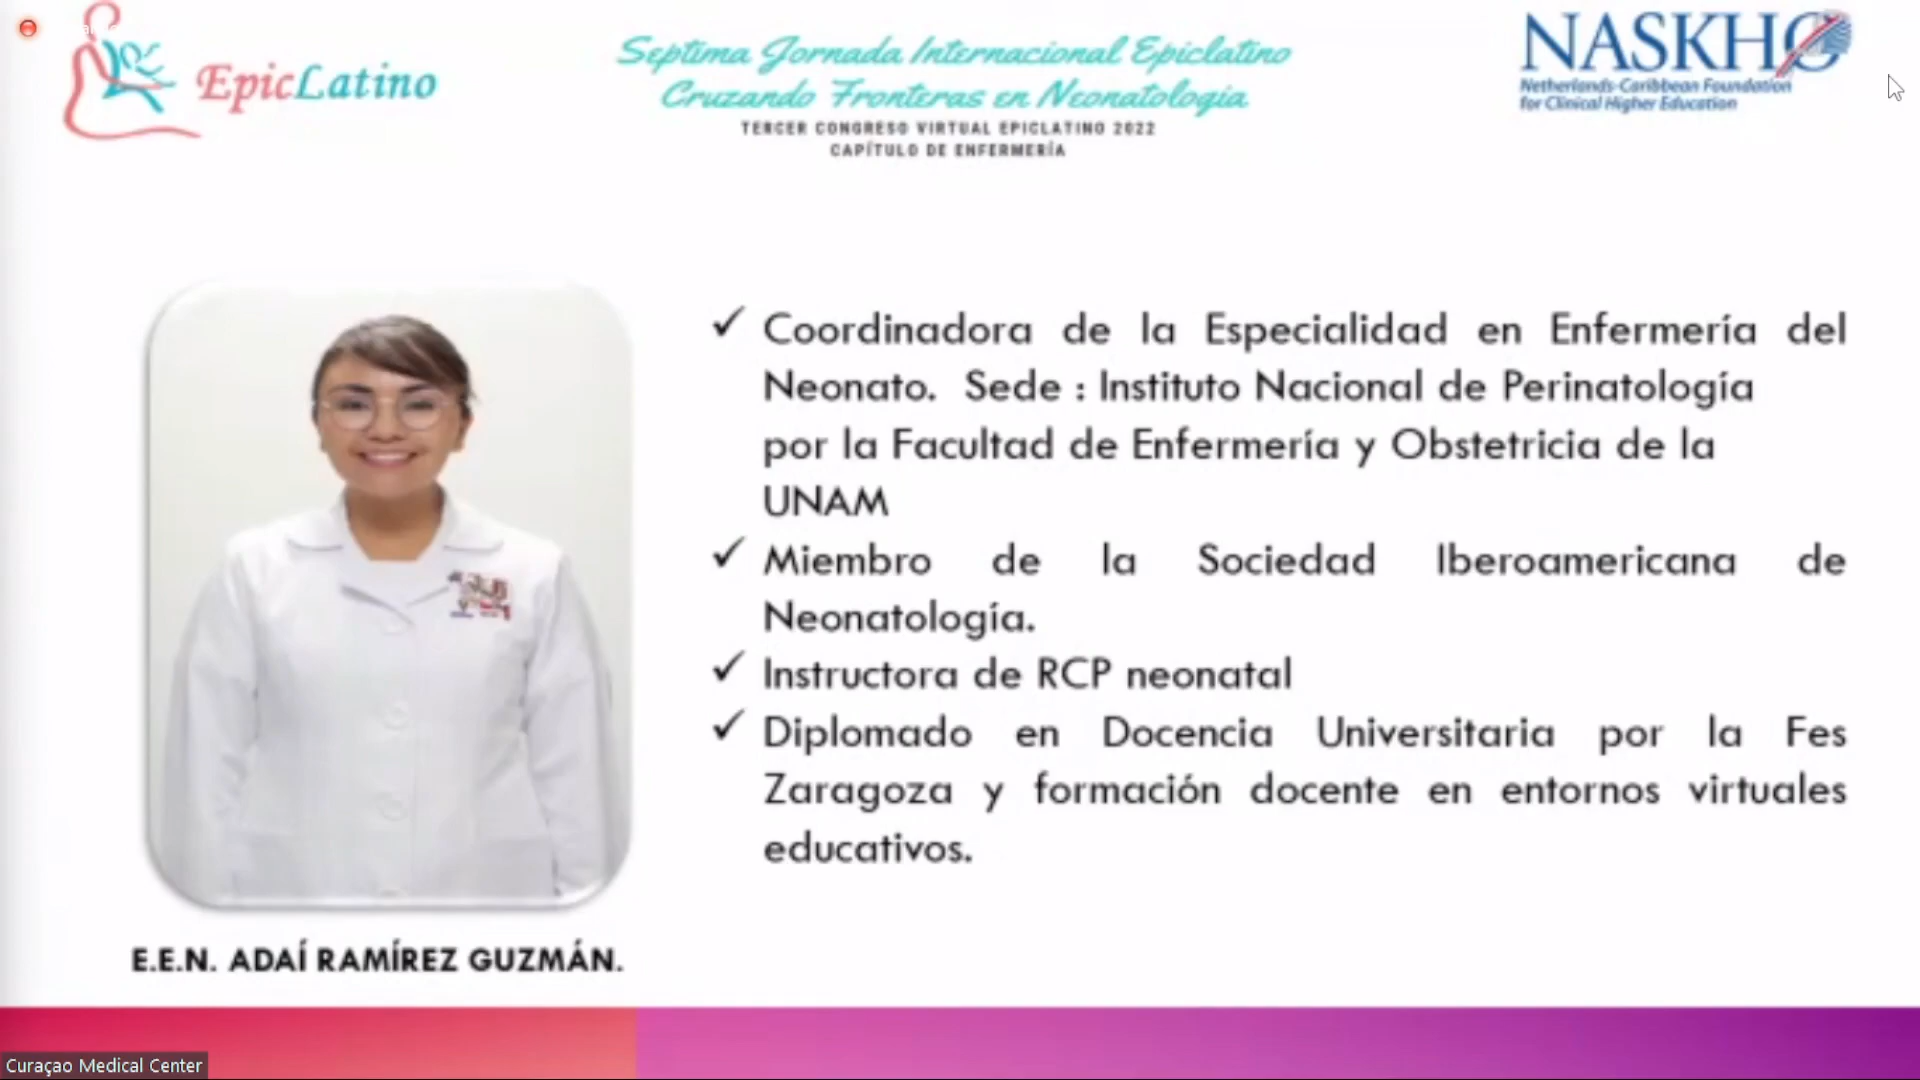 EpicLatino
Septima Jornada Internacional Epiclatino
Cruzando Fronteras en Neonatologia
TERCER CONGRESO VIRTUAL EPICLATINO 2022
CAPÍTULO DE ENFERMERÍA
NASKHO
Netherlands-Caribbean Foundation
for Clinical Higher Education
✓ Coordinadora de la Especialidad en Enfermería del
Neonato. Sede : Instituto Nacional de Perinatología
por la Facultad de Enfermería y Obstetricia de la
UNAM
✓ Miembro de la Sociedad Iberoamericana de
Neonatología.
✓ Instructora de RCP neonatal
✓ Diplomado en Docencia Universitaria por la Fes
Zaragoza y formación docente en entornos virtuales
educativos.
E.E.N. ADAÍ RAMÍREZ GUZMÁN.
Curaçao Medical Center